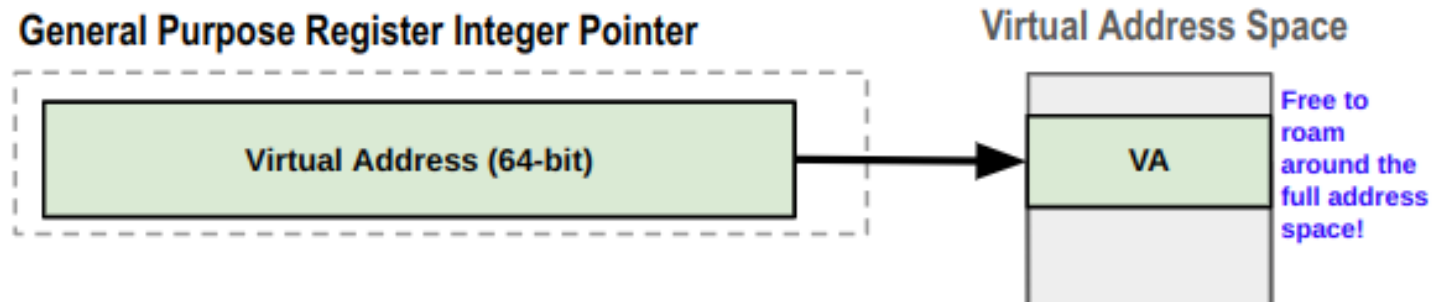 General Purpose Register Integer Pointer
Virtual Address Space
Virtual Address (64-bit)
VA
Free to
roam
around the
full address
space!